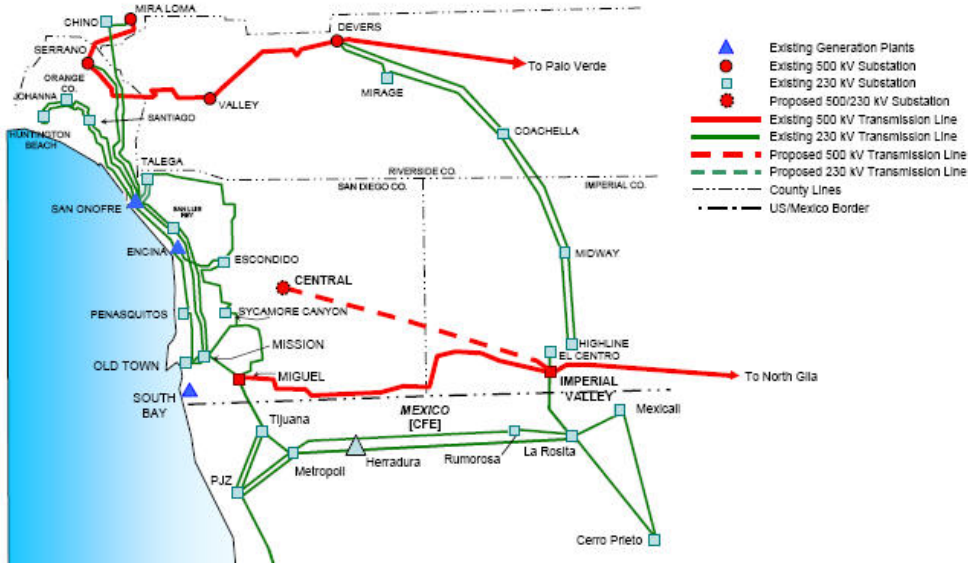 MIRA LOMA
CHINO
SERRANO
ORANGE
CO.
JOHANNA
HUNTINGTON
BEACH
SANTIAGO
VALLEY
DEVERS
MIRAGE
To Palo Verde
COACHELLA
TALEGA
RIVERSIDE CO.
SAN DIEGO CO.
IMPERIAL CO.
SAN ONOFRE
SAN LUIS
REY
ENCINA
ESCONDIDO
MIDWAY
CENTRAL
PENASQUITOS
SYCAMORE CANYON
MISSION
OLD TOWN
MIGUEL
SOUTH
BAY
HIGHLINE
EL CENTRO
IMPERIAL
VALLEY
To North Gila
MEXICO
[CFE]
Mexicali
Tijuana
Metropoli
Herradura
Rumorosa
La Rosita
PJZ
Cerro Prieto
Existing Generation Plants
Existing 500 kV Substation
Existing 230 kV Substation
Proposed 500/230 kV Substation
Existing 500 kV Transmission Line
Existing 230 kV Transmission Line
Proposed 500 kV Transmission Line
Proposed 230 kV Transmission Line
County Lines
US/Mexico Border